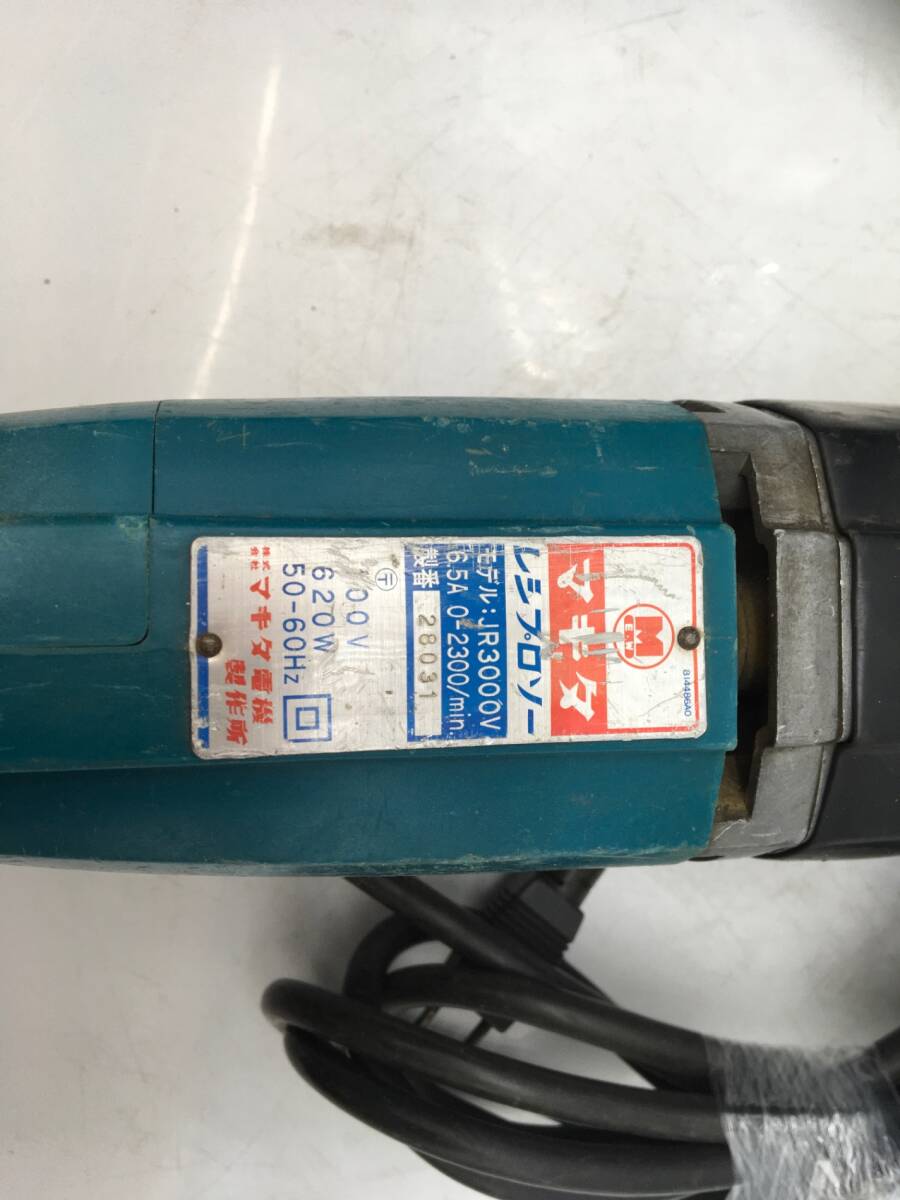 814486A0
M
E.W.
マキタ
レシプロソー
モデル:JR3000V
6.5A 0-2300/min
製番 28031
〒 00V
620W
50-60Hz
株式会社 マキタ電機製作所